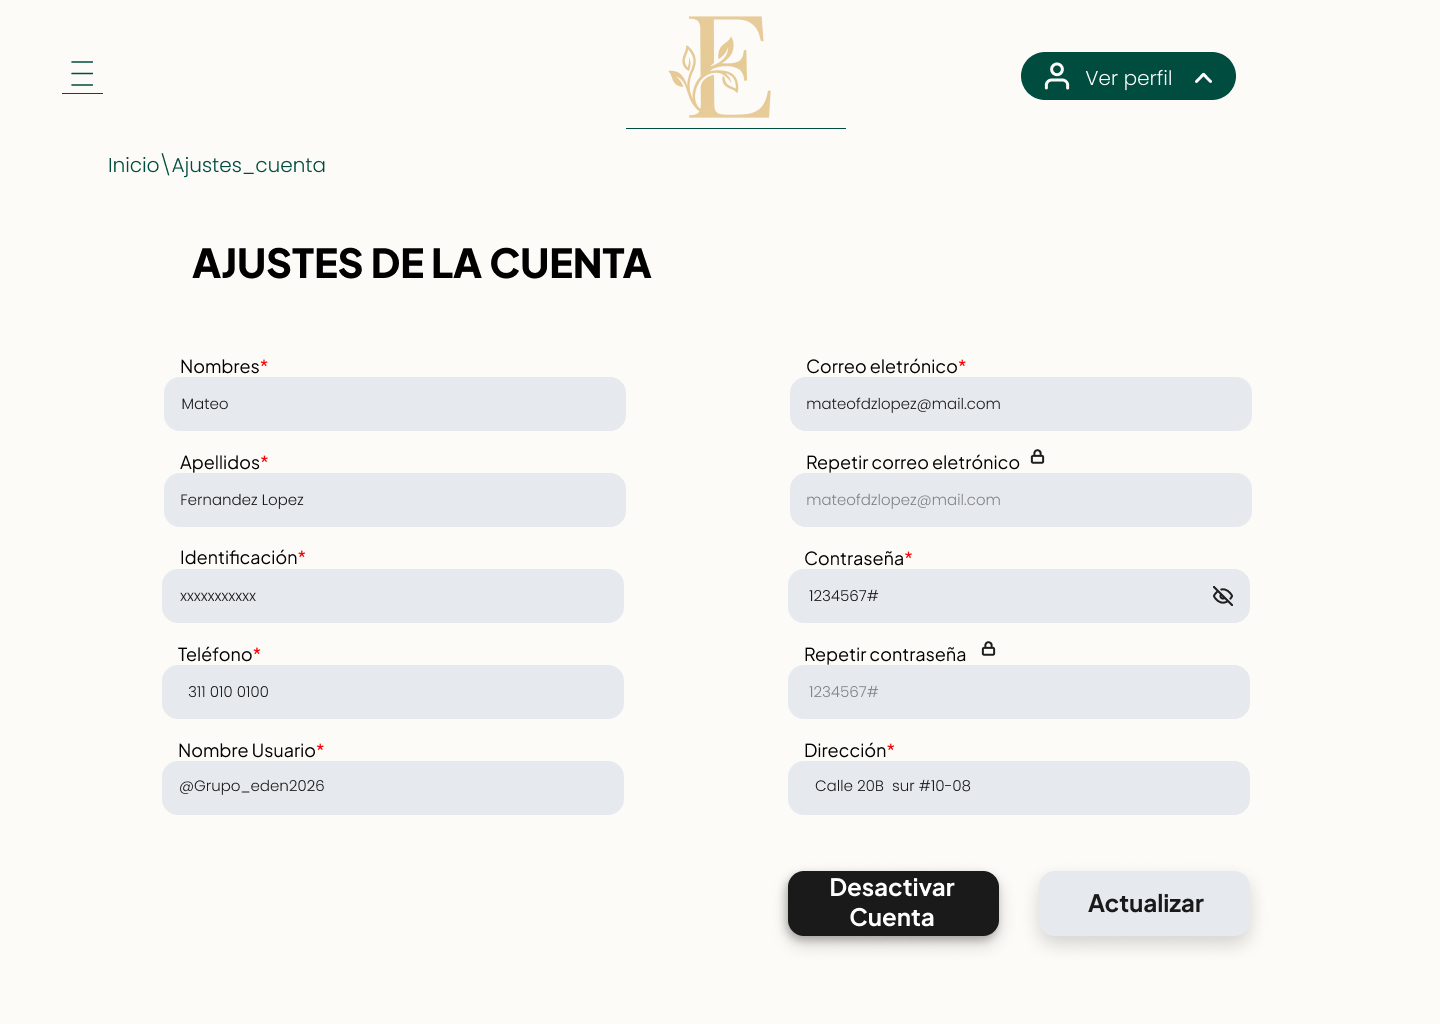 E
Ver perfil
Inicio\Ajustes_cuenta
AJUSTES DE LA CUENTA
Nombres*
Mateo
Apellidos*
Fernandez Lopez
Identificación*
xxxxxxxxxxx
Teléfono*
311 010 0100
Nombre Usuario*
@Grupo_eden2026
Correo eletrónico*
mateofdzlopez@mail.com
Repetir correo eletrónico
mateofdzlopez@mail.com
Contraseña*
1234567#
Repetir contraseña
1234567#
Dirección*
Calle 20B  sur #10-08
Desactivar
Cuenta
Actualizar